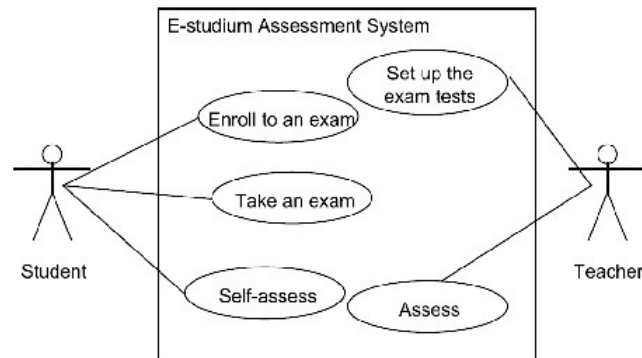 E-studium Assessment System
Set up the
exam tests
Enroll to an exam
Take an exam
Student
Teacher
Self-assess
Assess